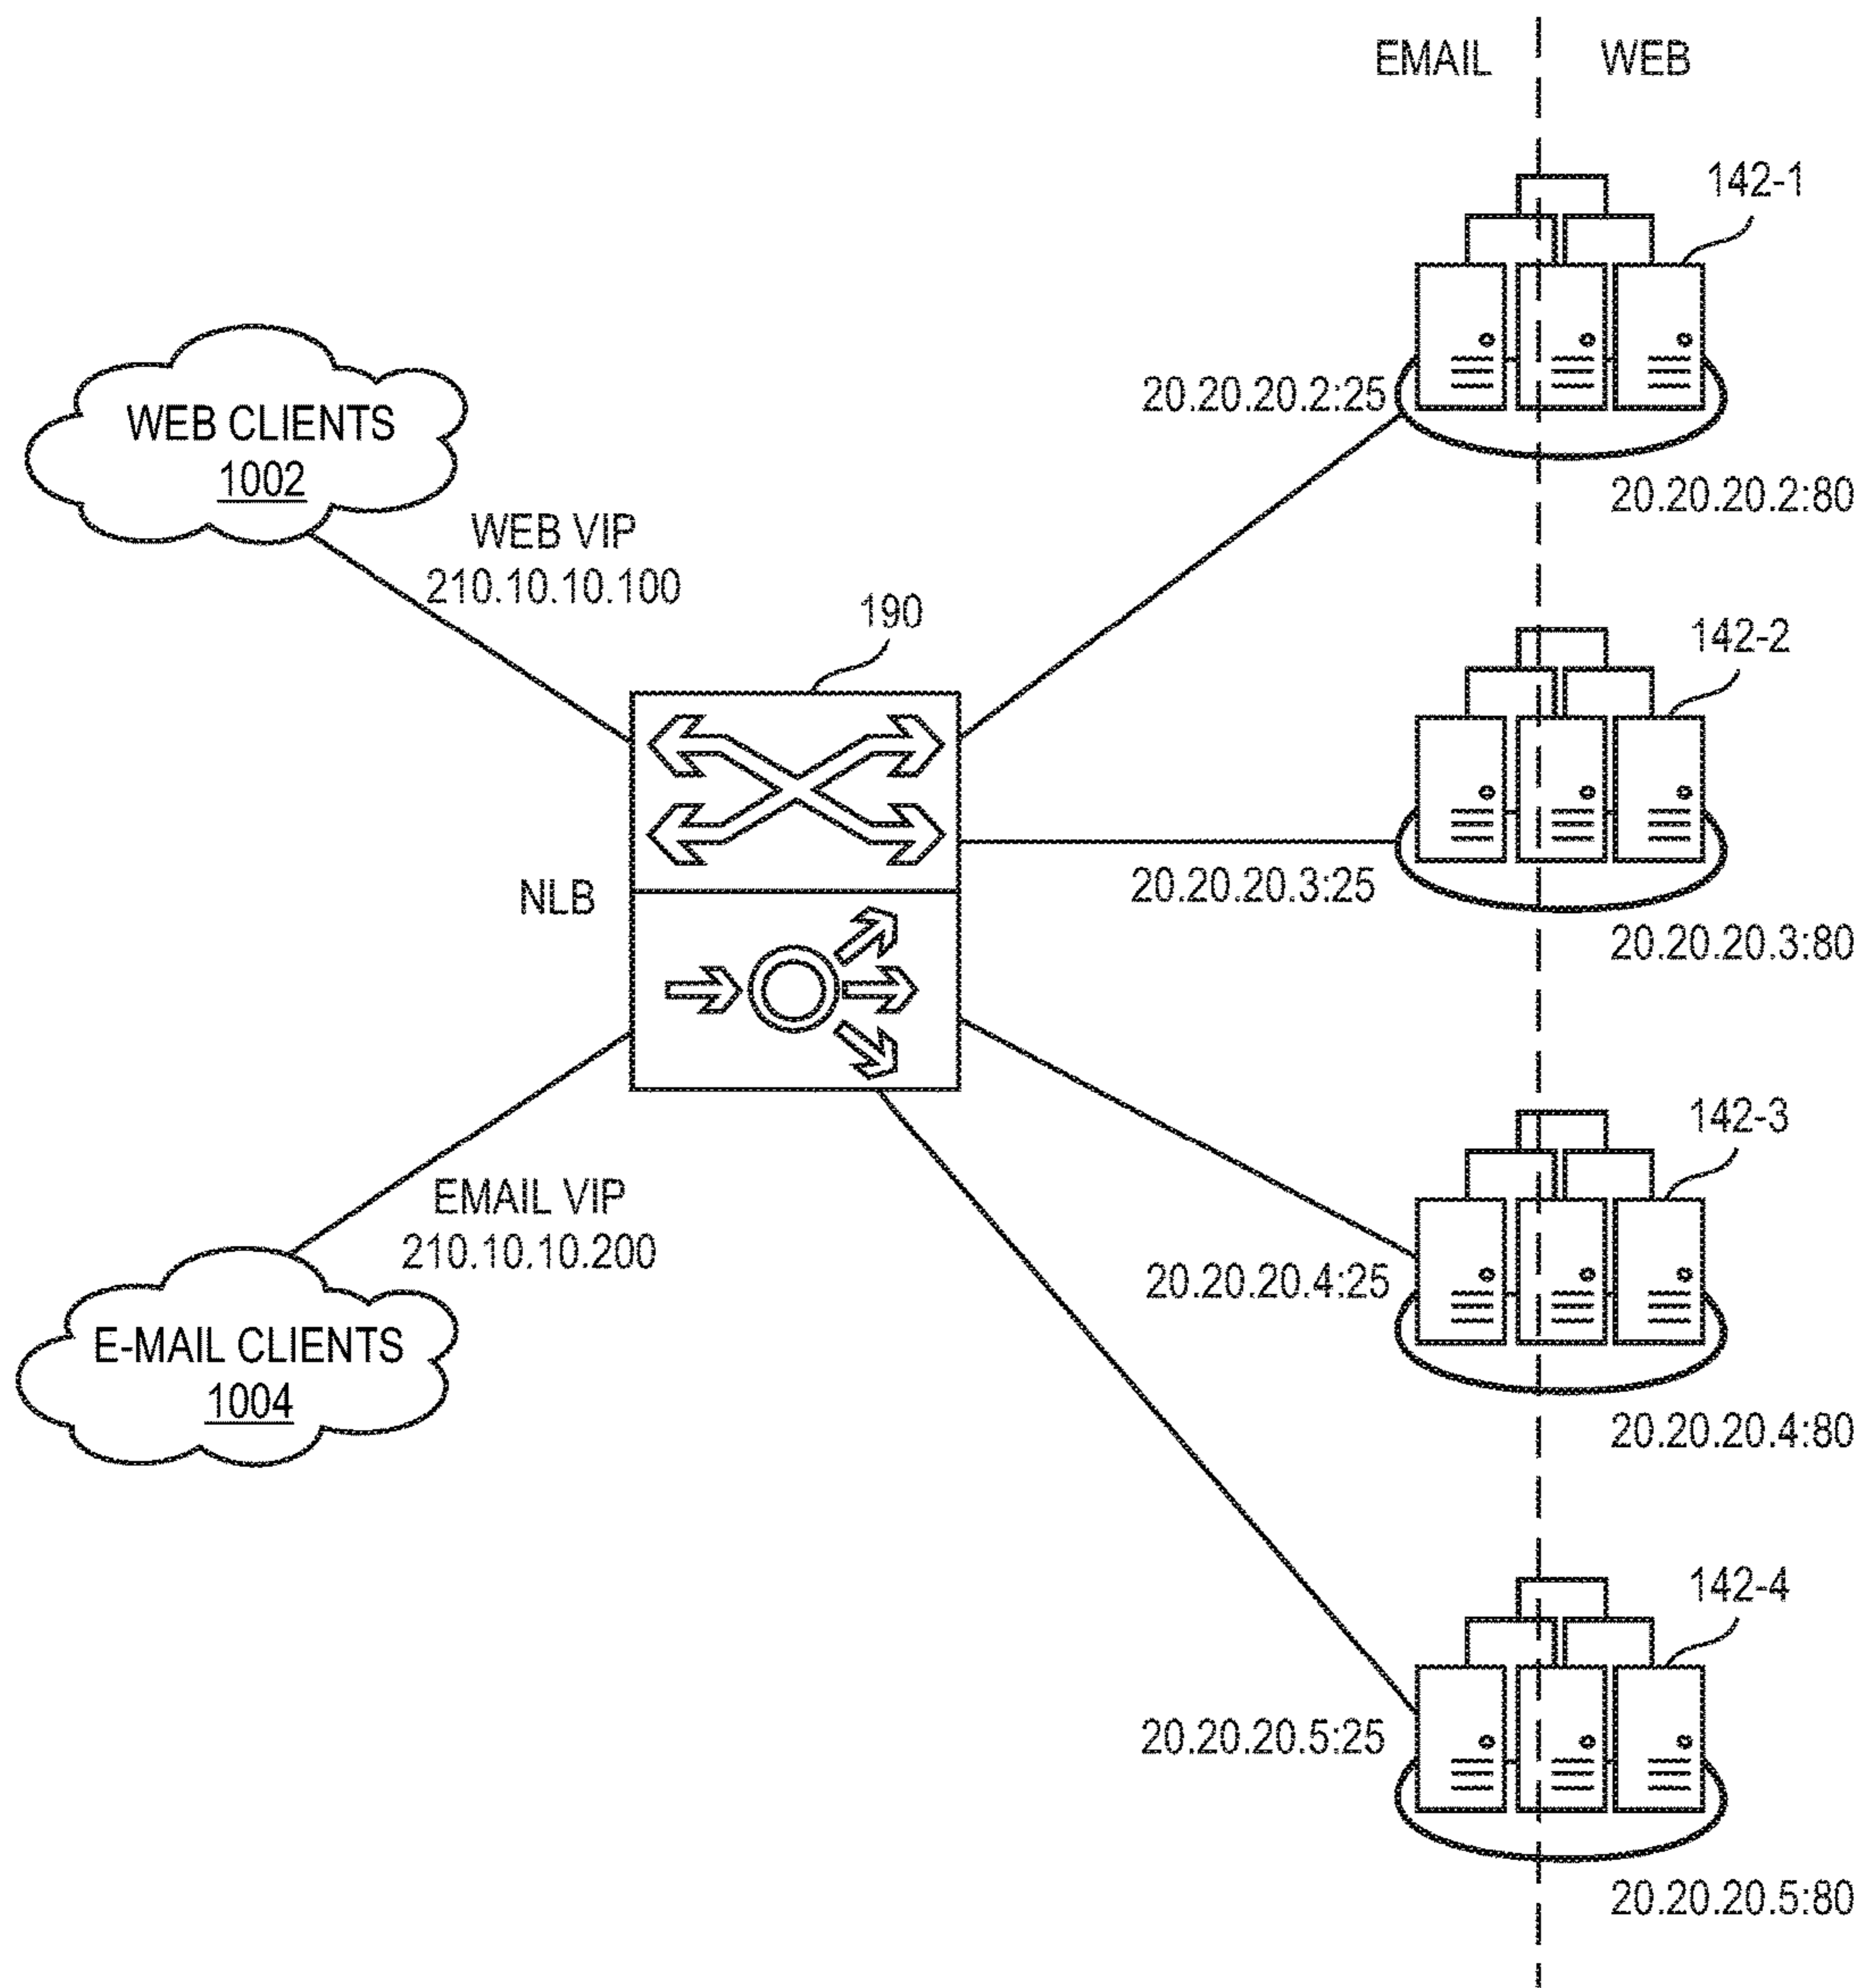 EMAIL
WEB
142-1
20.20.20.2:25
20.20.20.2:80
WEB CLIENTS
1002
WEB VIP
210.10.10.100
190
142-2
NLB
20.20.20.3:25
20.20.20.3:80
142-3
EMAIL VIP
210.10.10.200
20.20.20.4:25
20.20.20.4:80
E-MAIL CLIENTS
1004
142-4
20.20.20.5:25
20.20.20.5:80